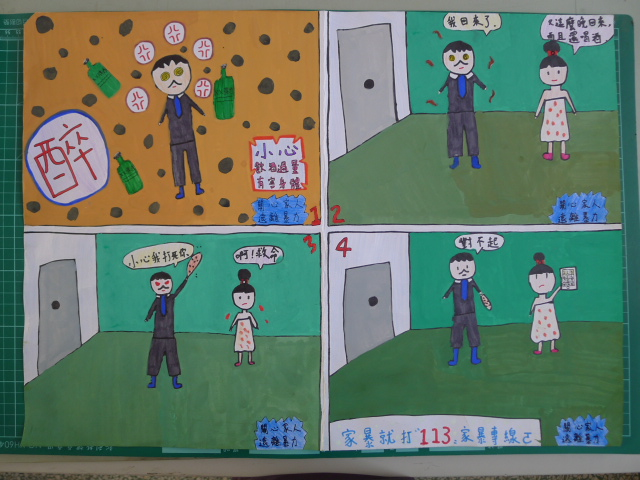 醉
小心
飲酒過量
有害身體
關心家人
遠離暴力
1
我回來了.
又這麼晚回來,
而且還喝酒
關心家人
遠離暴力
2
小心我打死你.
啊!救命
關心家人
遠離暴力
3
對不起
關心家人
遠離暴力
4
家暴就打113:家暴專線